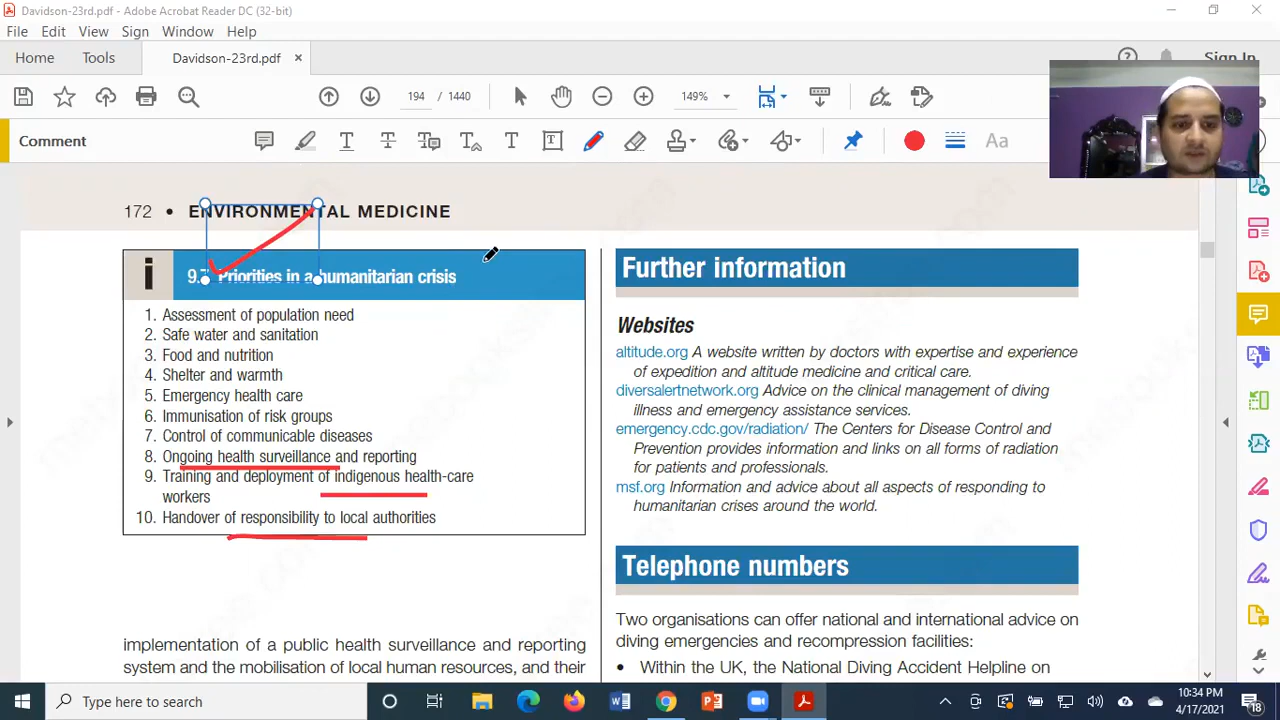 Davidson-23rd.pdf - Adobe Acrobat Reader DC (32-bit)
File Edit View Sign Window Help
Home Tools Davidson-23rd.pdf × Sign In
194 / 1440 149%
Comment
Aa
172 • ENVIRONMENTAL MEDICINE
i 9.7 Priorities in a humanitarian crisis
1. Assessment of population need
2. Safe water and sanitation
3. Food and nutrition
4. Shelter and warmth
5. Emergency health care
6. Immunisation of risk groups
7. Control of communicable diseases
8. Ongoing health surveillance and reporting
9. Training and deployment of indigenous health-care
workers
10. Handover of responsibility to local authorities
implementation of a public health surveillance and reporting
system and the mobilisation of local human resources, and their
Further information
Websites
altitude.org A website written by doctors with expertise and experience
of expedition and altitude medicine and critical care.
diversalertnetwork.org Advice on the clinical management of diving
illness and emergency assistance services.
emergency.cdc.gov/radiation/ The Centers for Disease Control and
Prevention provides information and links on all forms of radiation
for patients and professionals.
msf.org Information and advice about all aspects of responding to
humanitarian crises around the world.
Telephone numbers
Two organisations can offer national and international advice on
diving emergencies and recompression facilities:
• Within the UK, the National Diving Accident Helpline on
Type here to search
10:34 PM
4/17/2021
18